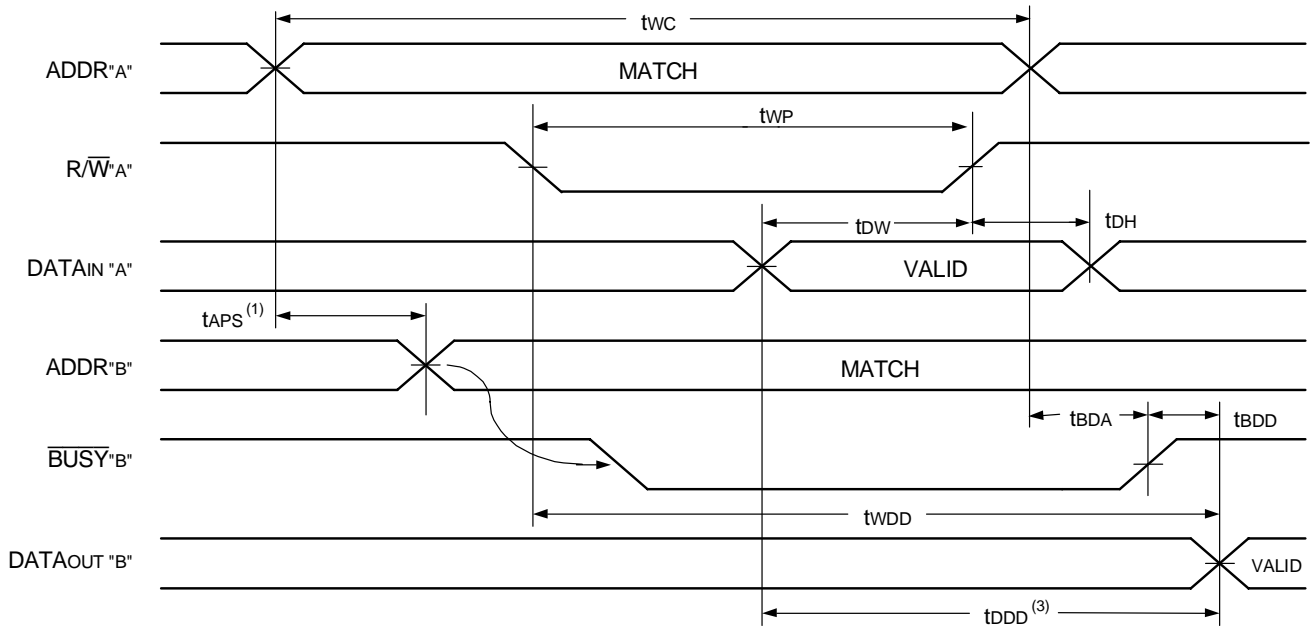 tWC
ADDR"A"
MATCH
tWP
R/W̅"A"
tDW
tDH
DATAIN "A"
VALID
tAPS (1)
ADDR"B"
MATCH
tBDA
tBDD
B̅U̅S̅Y̅"B"
tWDD
DATAOUT "B"
VALID
tDDD (3)